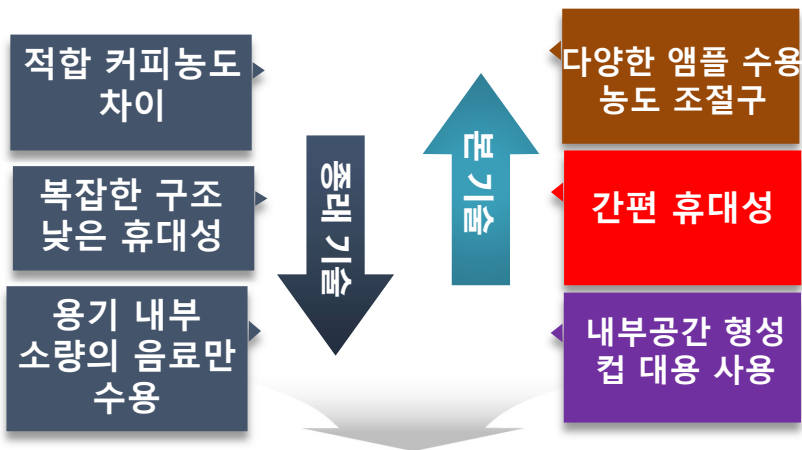 적합 커피농도
차이
복잡한 구조
낮은 휴대성
용기 내부
소량의 음료만
수용
종래 기술
본 기술
다양한 앰플 수용
농도 조절구
간편 휴대성
내부공간 형성
컵 대용 사용